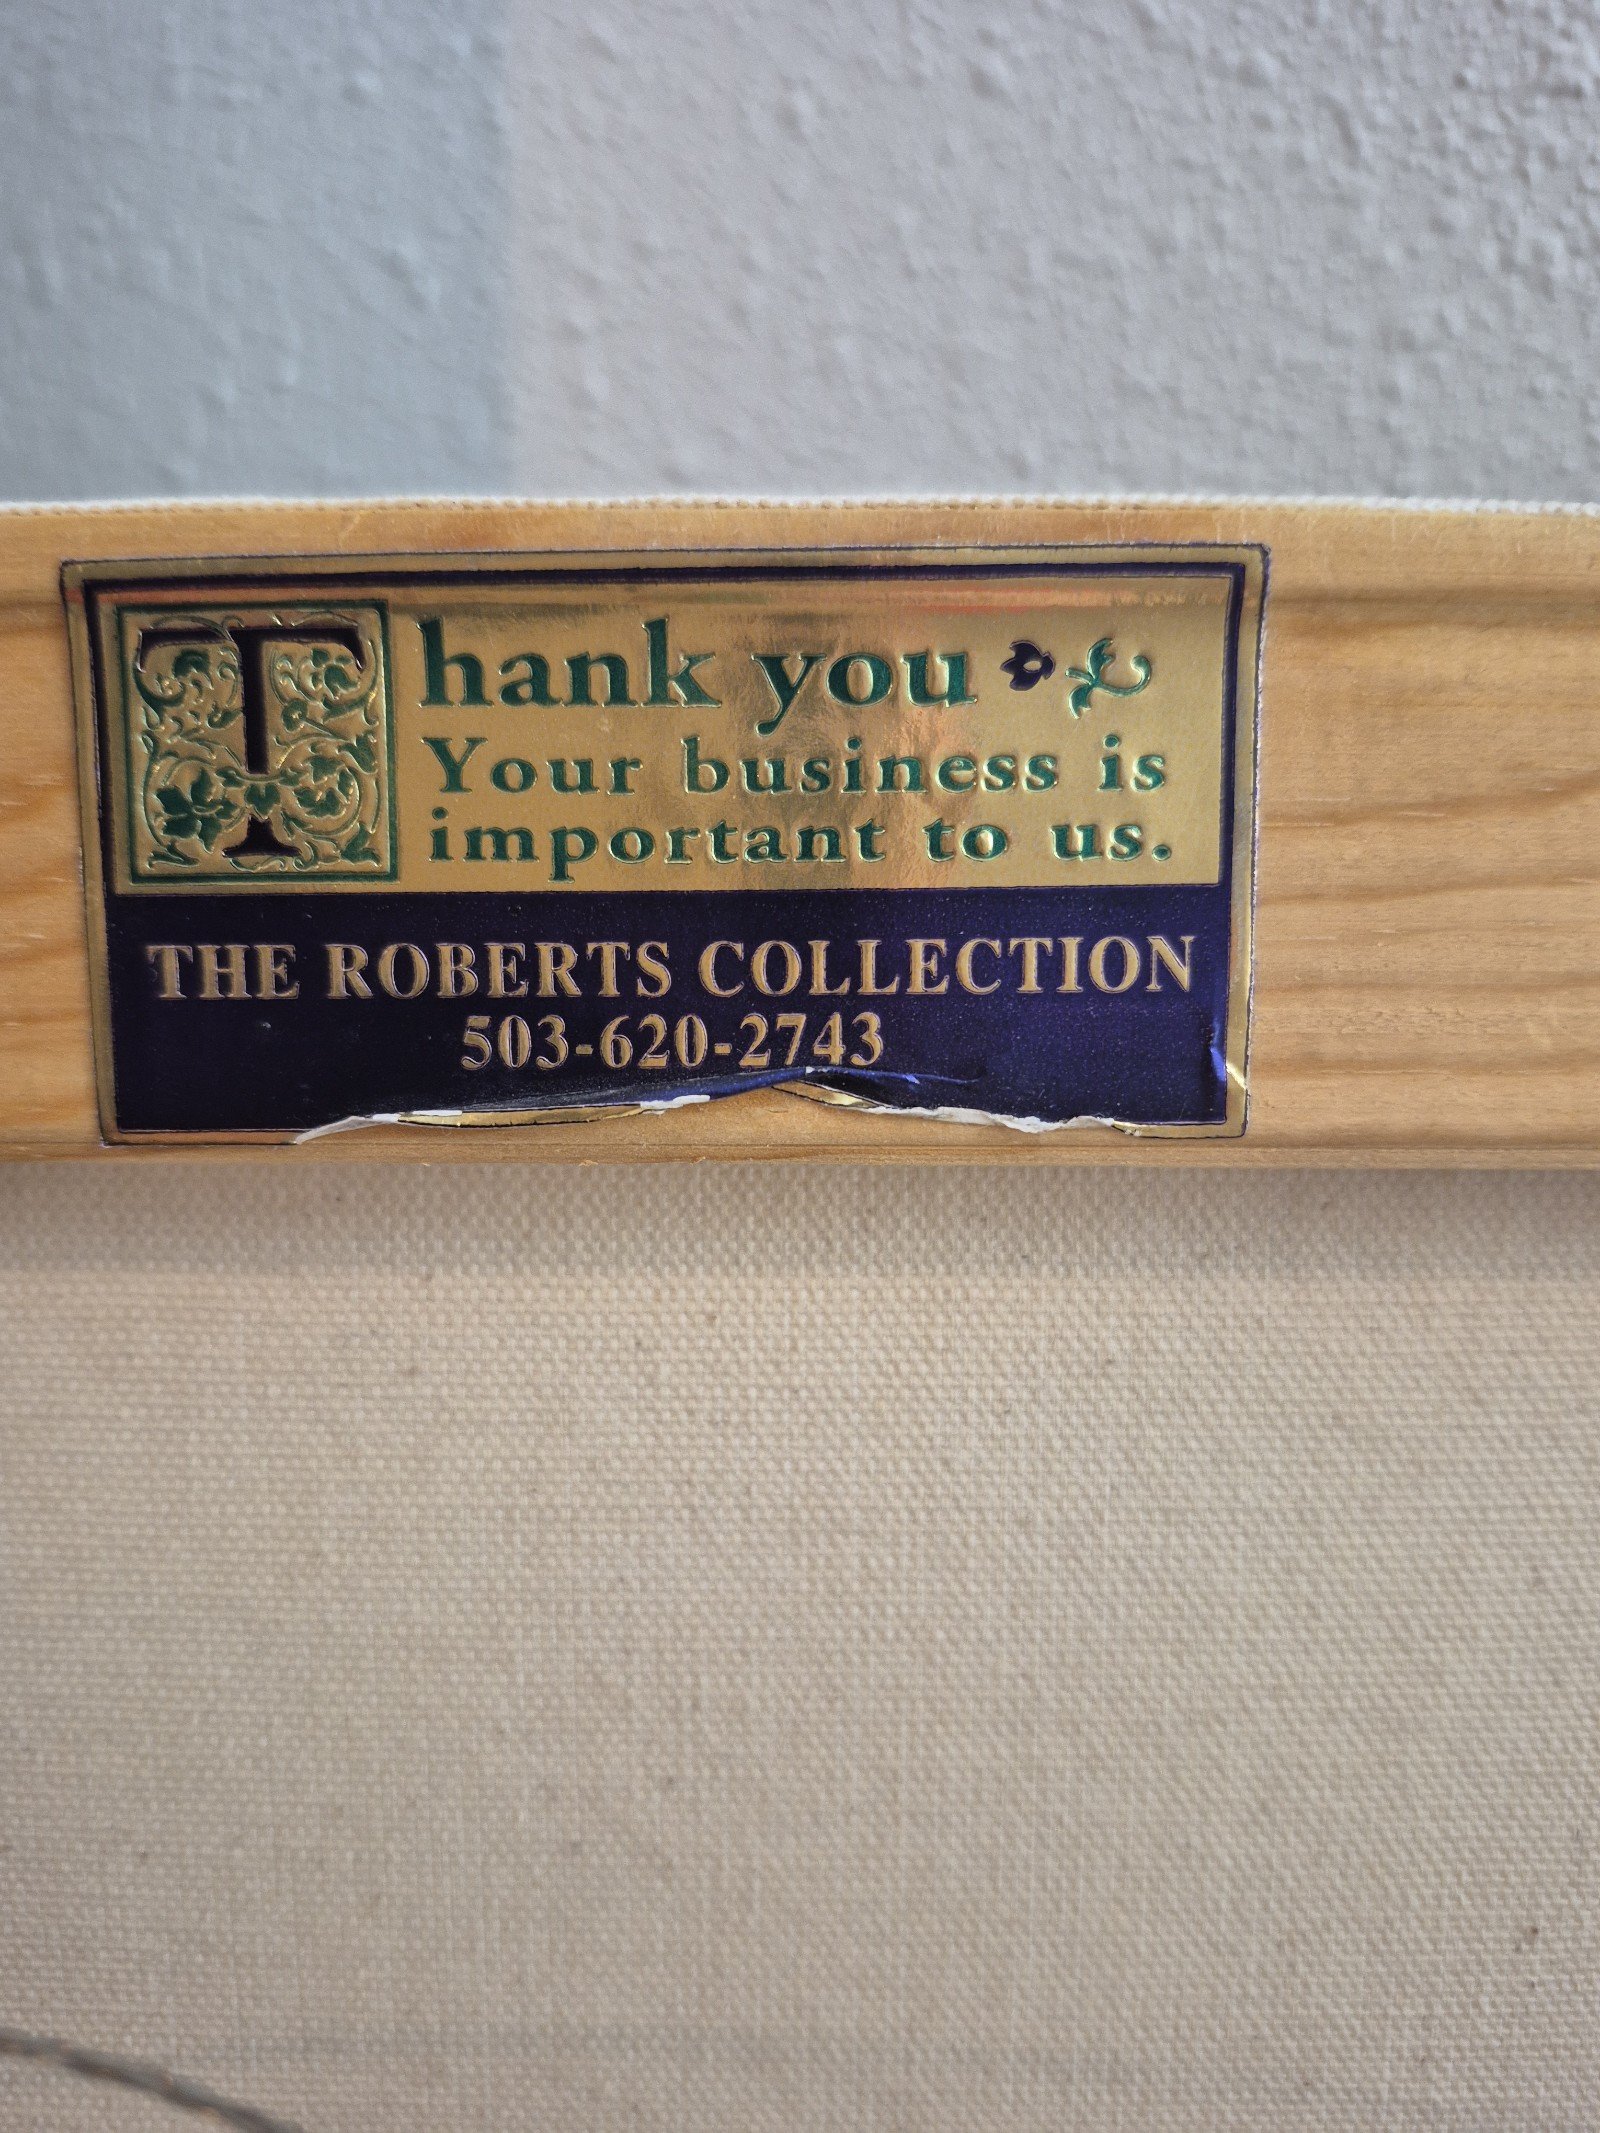 Thank you
Your business is
important to us.
THE ROBERTS COLLECTION
503-620-2743